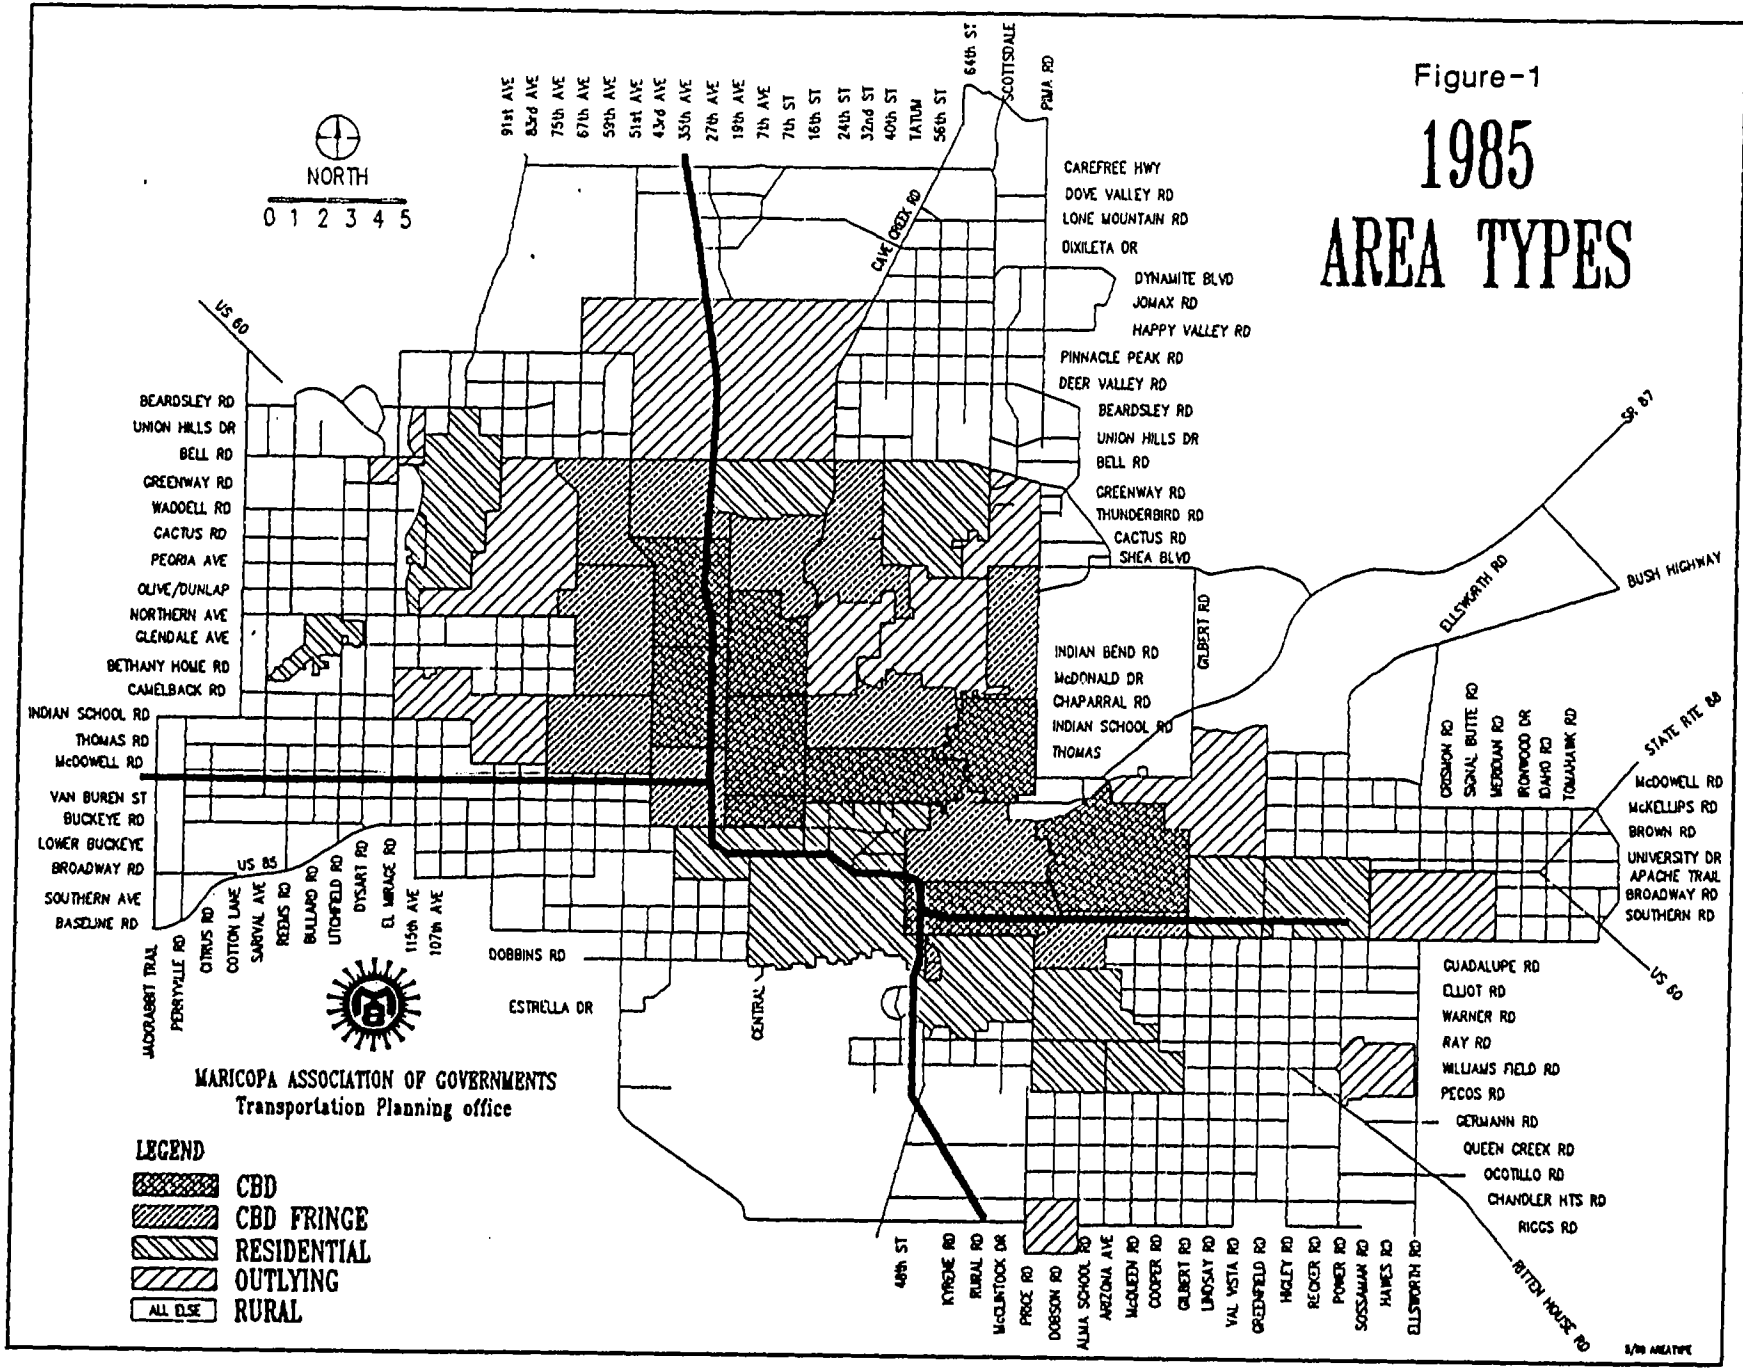 Figure-1
1985
AREA TYPES
NORTH
0 1 2 3 4 5
91st AVE
83rd AVE
75th AVE
67th AVE
59th AVE
51st AVE
43rd AVE
35th AVE
27th AVE
19th AVE
7th AVE
7th ST
16th ST
24th ST
32nd ST
40th ST
TATUM
56th ST
64th ST
SCOTTSDALE
PIMA RD
CAVE CREEK RD
CAREFREE HWY
DOVE VALLEY RD
LONE MOUNTAIN RD
DIXILETA DR
DYNAMITE BLVD
JOMAX RD
HAPPY VALLEY RD
PINNACLE PEAK RD
DEER VALLEY RD
BEARDSLEY RD
UNION HILLS DR
BELL RD
GREENWAY RD
THUNDERBIRD RD
CACTUS RD
SHEA BLVD
US 60
BEARDSLEY RD
UNION HILLS DR
BELL RD
GREENWAY RD
WADDELL RD
CACTUS RD
PEORIA AVE
OLIVE/DUNLAP
NORTHERN AVE
GLENDALE AVE
BETHANY HOME RD
CAMELBACK RD
INDIAN SCHOOL RD
THOMAS RD
McDOWELL RD
VAN BUREN ST
BUCKEYE RD
LOWER BUCKEYE
BROADWAY RD
SOUTHERN AVE
BASELINE RD
US 85
SR 87
BUSH HIGHWAY
ELLSWORTH RD
GILBERT RD
INDIAN BEND RD
McDONALD DR
CHAPARRAL RD
INDIAN SCHOOL RD
THOMAS
CRISMON RD
SIGNAL BUTTE RD
MERIDIAN RD
IRONWOOD DR
IDAHO RD
TOMAHAWK RD
STATE RTE 88
McDOWELL RD
McKELLIPS RD
BROWN RD
UNIVERSITY DR
APACHE TRAIL
BROADWAY RD
SOUTHERN RD
US 60
JACKRABBIT TRAIL
PERRYVILLE RD
CITRUS RD
COTTON LANE
SARIVAL AVE
REEMS RD
BULLARD RD
LITCHFIELD RD
DYSART RD
EL MIRAGE RD
115th AVE
107th AVE
DOBBINS RD
ESTRELLA DR
CENTRAL
GUADALUPE RD
ELLIOT RD
WARNER RD
RAY RD
WILLIAMS FIELD RD
PECOS RD
GERMANN RD
QUEEN CREEK RD
OCOTILLO RD
CHANDLER HTS RD
RIGGS RD
RITTEN HOUSE RD
MARICOPA ASSOCIATION OF GOVERNMENTS
Transportation Planning office
LEGEND
CBD
CBD FRINGE
RESIDENTIAL
OUTLYING
ALL ELSE RURAL
48th ST
KYRENE RD
RURAL RD
McCLINTOCK DR
PRICE RD
DOBSON RD
ALMA SCHOOL RD
ARIZONA AVE
McQUEEN RD
COOPER RD
GILBERT RD
LINDSAY RD
VAL VISTA RD
GREENFIELD RD
HIGLEY RD
RECKER RD
POWER RD
SOSSAMAN RD
HAWES RD
ELLSWORTH RD
AREATYPE